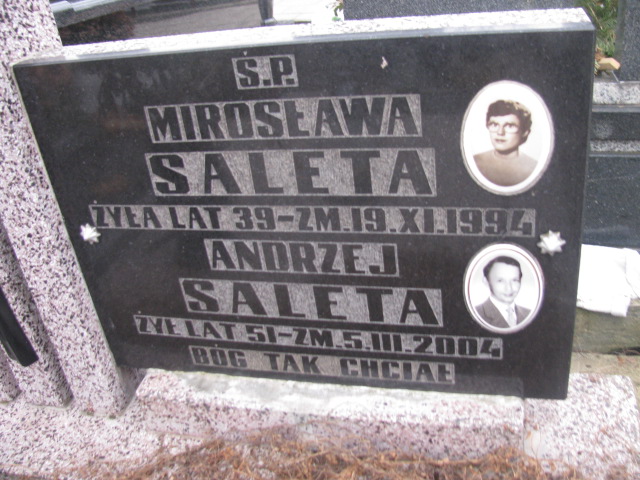 Ś.P.
MIROSŁAWA
SALETA
ŻYŁA LAT 39-ZM.19.XI.1994
ANDRZEJ
SALETA
ŻYŁ LAT 51-ZM.5.III.2004
BÓG TAK CHCIAŁ